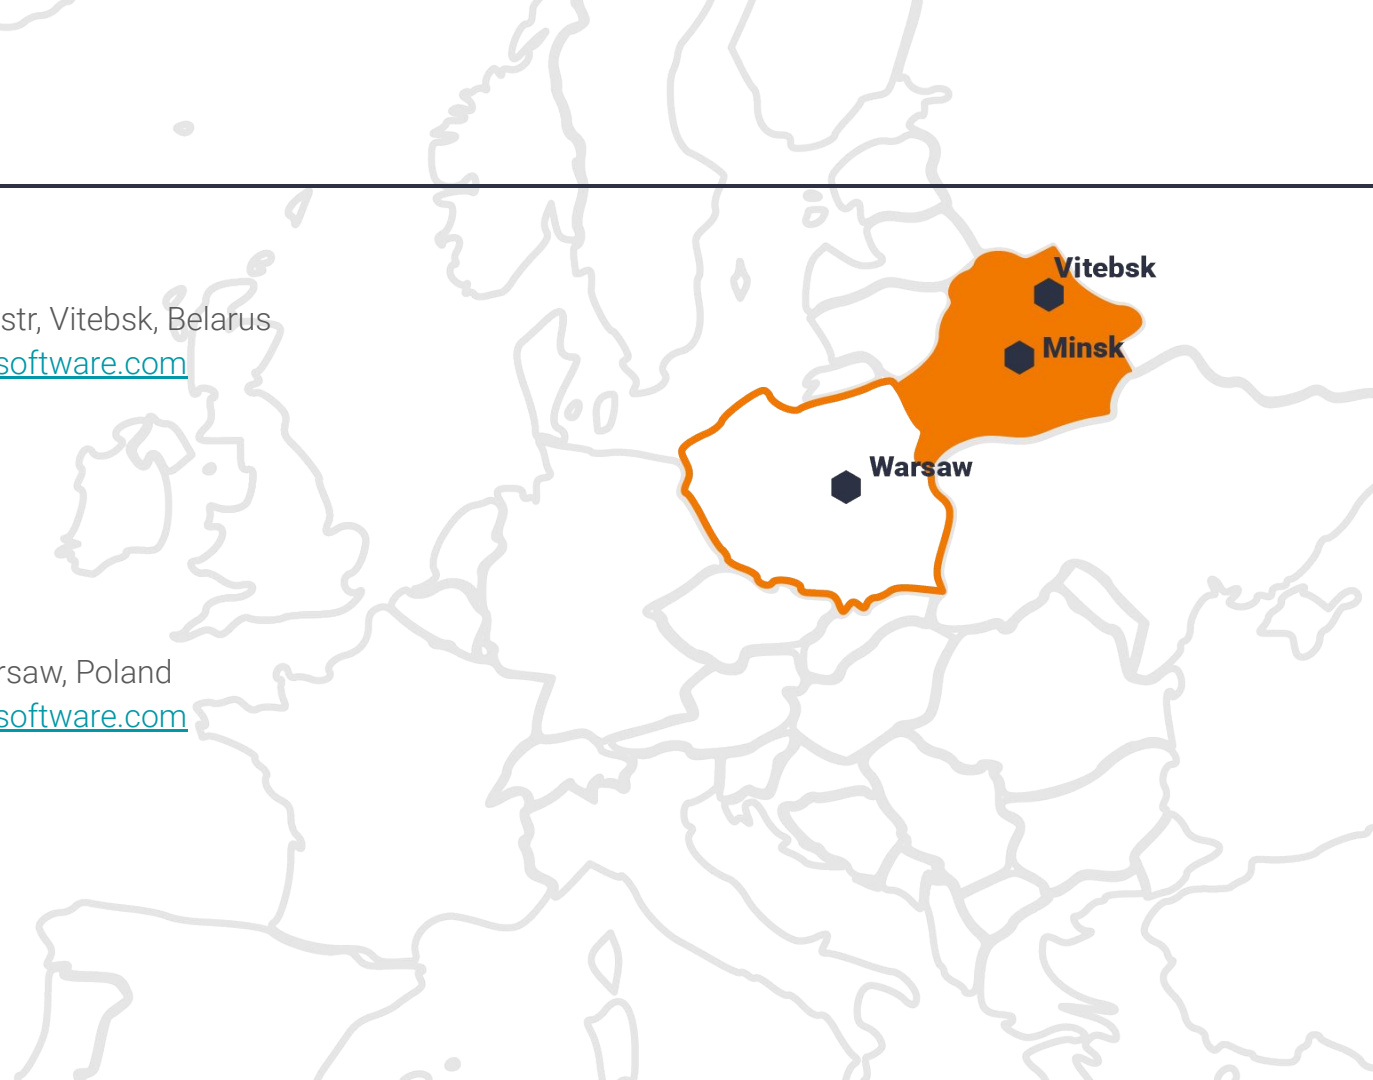 Vitebsk
str, Vitebsk, Belarus
Minsk
software.com
Warsaw
rsaw, Poland
software.com